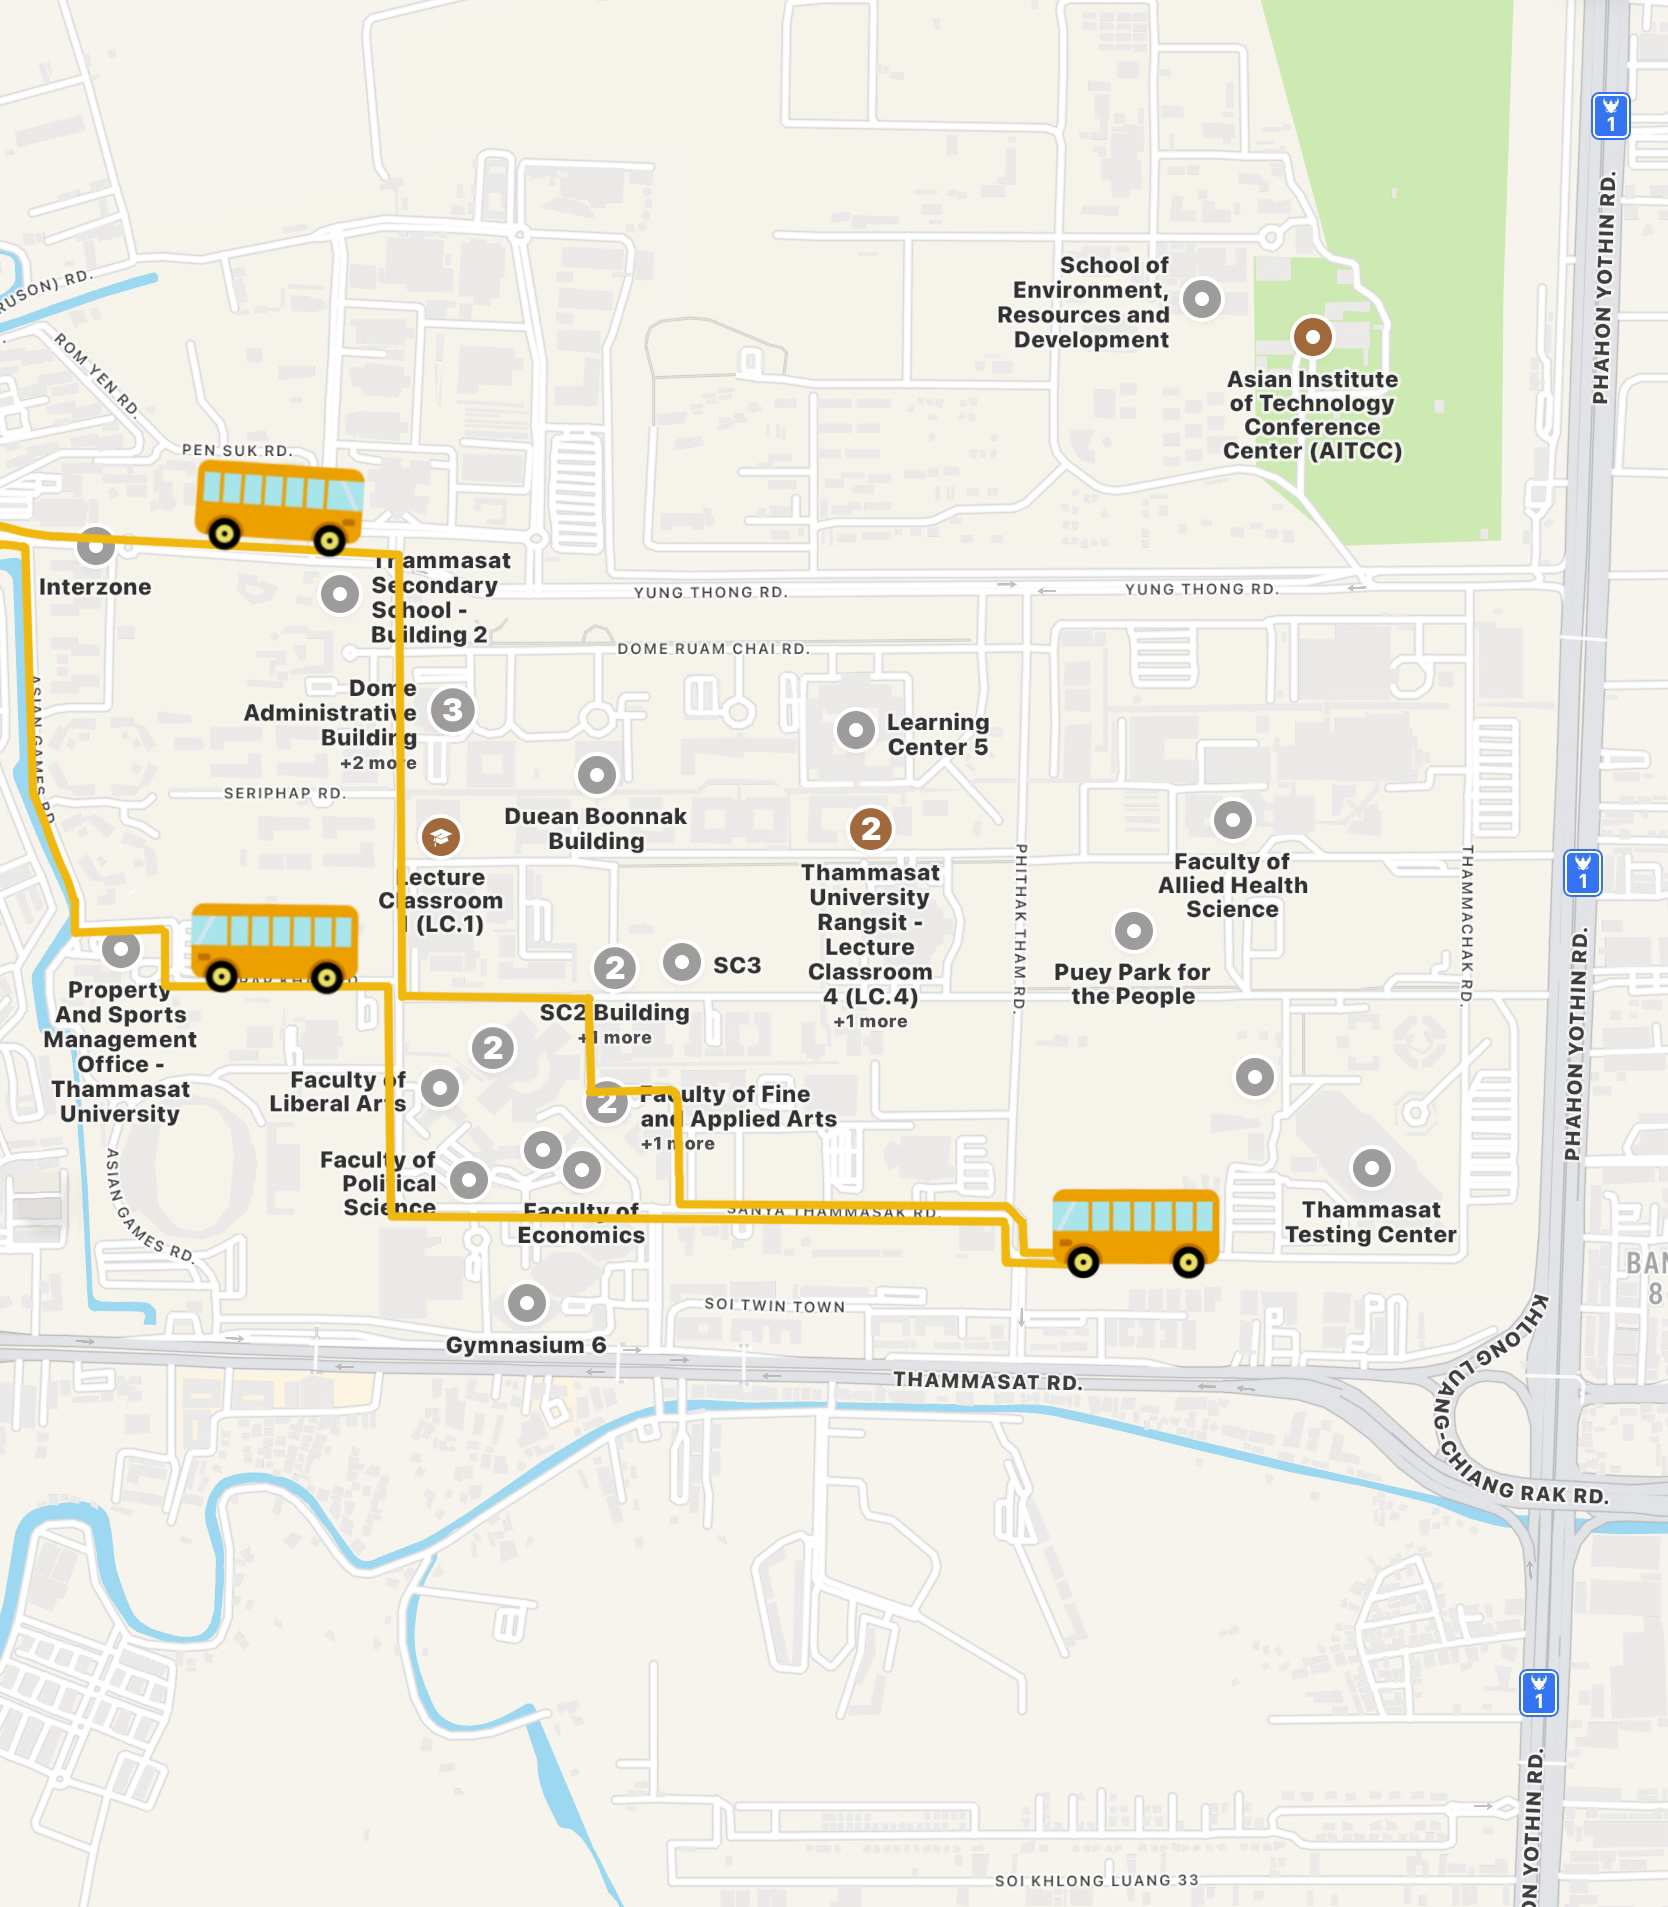 1
PHAHON YOTHIN RD.
RUSON) RD.
ROM YEN RD.
PEN SUK RD.
School of
Environment,
Resources and
Development
Asian Institute
of Technology
Conference
Center (AITCC)
Interzone
Thammasat
Secondary
School -
Building 2
YUNG THONG RD.
YUNG THONG RD.
DOME RUAM CHAI RD.
ASIAN GAMES RD.
Dome
Administrative
Building
+2 more
3
Learning
Center 5
SERIPHAP RD.
Duean Boonnak
Building
2
Thammasat
University
Rangsit -
Lecture
Classroom
4 (LC.4)
+1 more
Lecture
Classroom
1 (LC.1)
PHITHAK THAM RD.
Faculty of
Allied Health
Science
THAMMACHAK RD.
1
PHAHON YOTHIN RD.
Puey Park for
the People
2
SC3
SC2 Building
+1 more
Property
And Sports
Management
Office -
Thammasat
University
2
Faculty of
Liberal Arts
2
Faculty of Fine
and Applied Arts
+1 more
Faculty of
Political
Science
Faculty of
Economics
SANYA THAMMASAK RD.
Thammasat
Testing Center
ASIAN GAMES RD.
BAN
8
Gymnasium 6
SOI TWIN TOWN
THAMMASAT RD.
KHLONG LUANG-CHIANG RAK RD.
1
ON YOTHIN RD.
SOI KHLONG LUANG 33